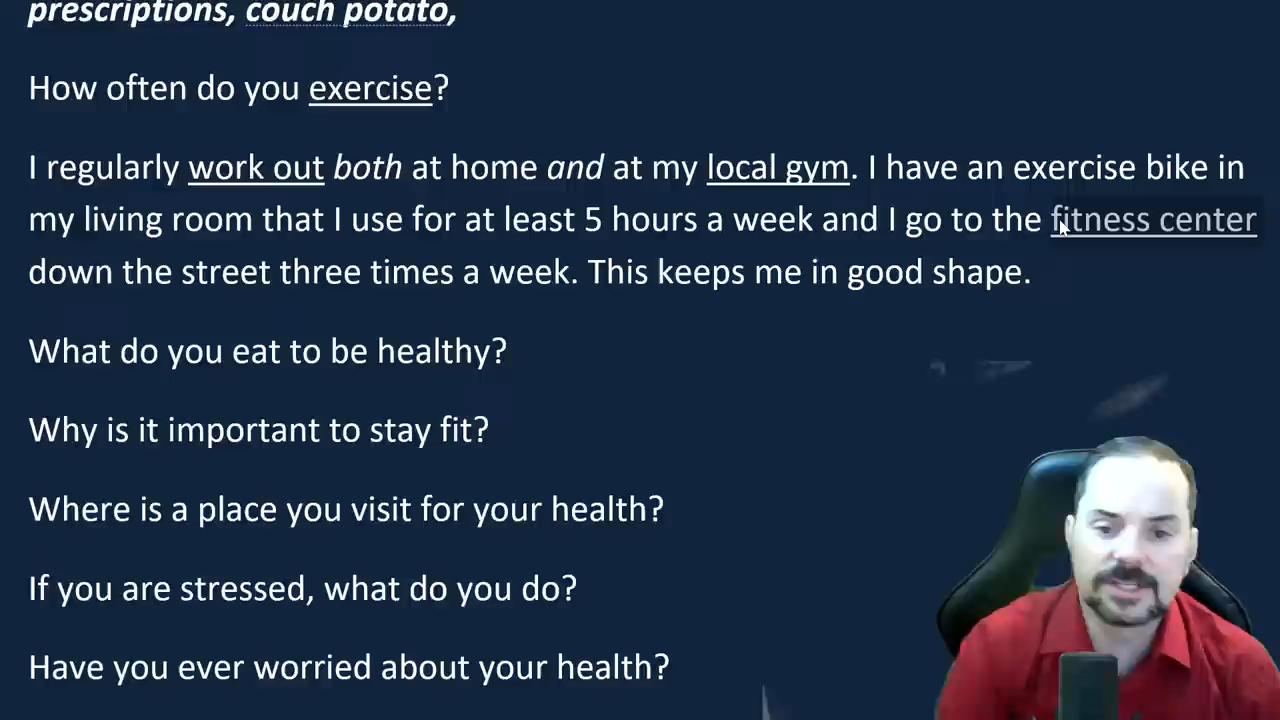 prescriptions, couch potato,
How often do you exercise?
I regularly work out both at home and at my local gym. I have an exercise bike in
my living room that I use for at least 5 hours a week and I go to the fitness center
down the street three times a week. This keeps me in good shape.
What do you eat to be healthy?
Why is it important to stay fit?
Where is a place you visit for your health?
If you are stressed, what do you do?
Have you ever worried about your health?